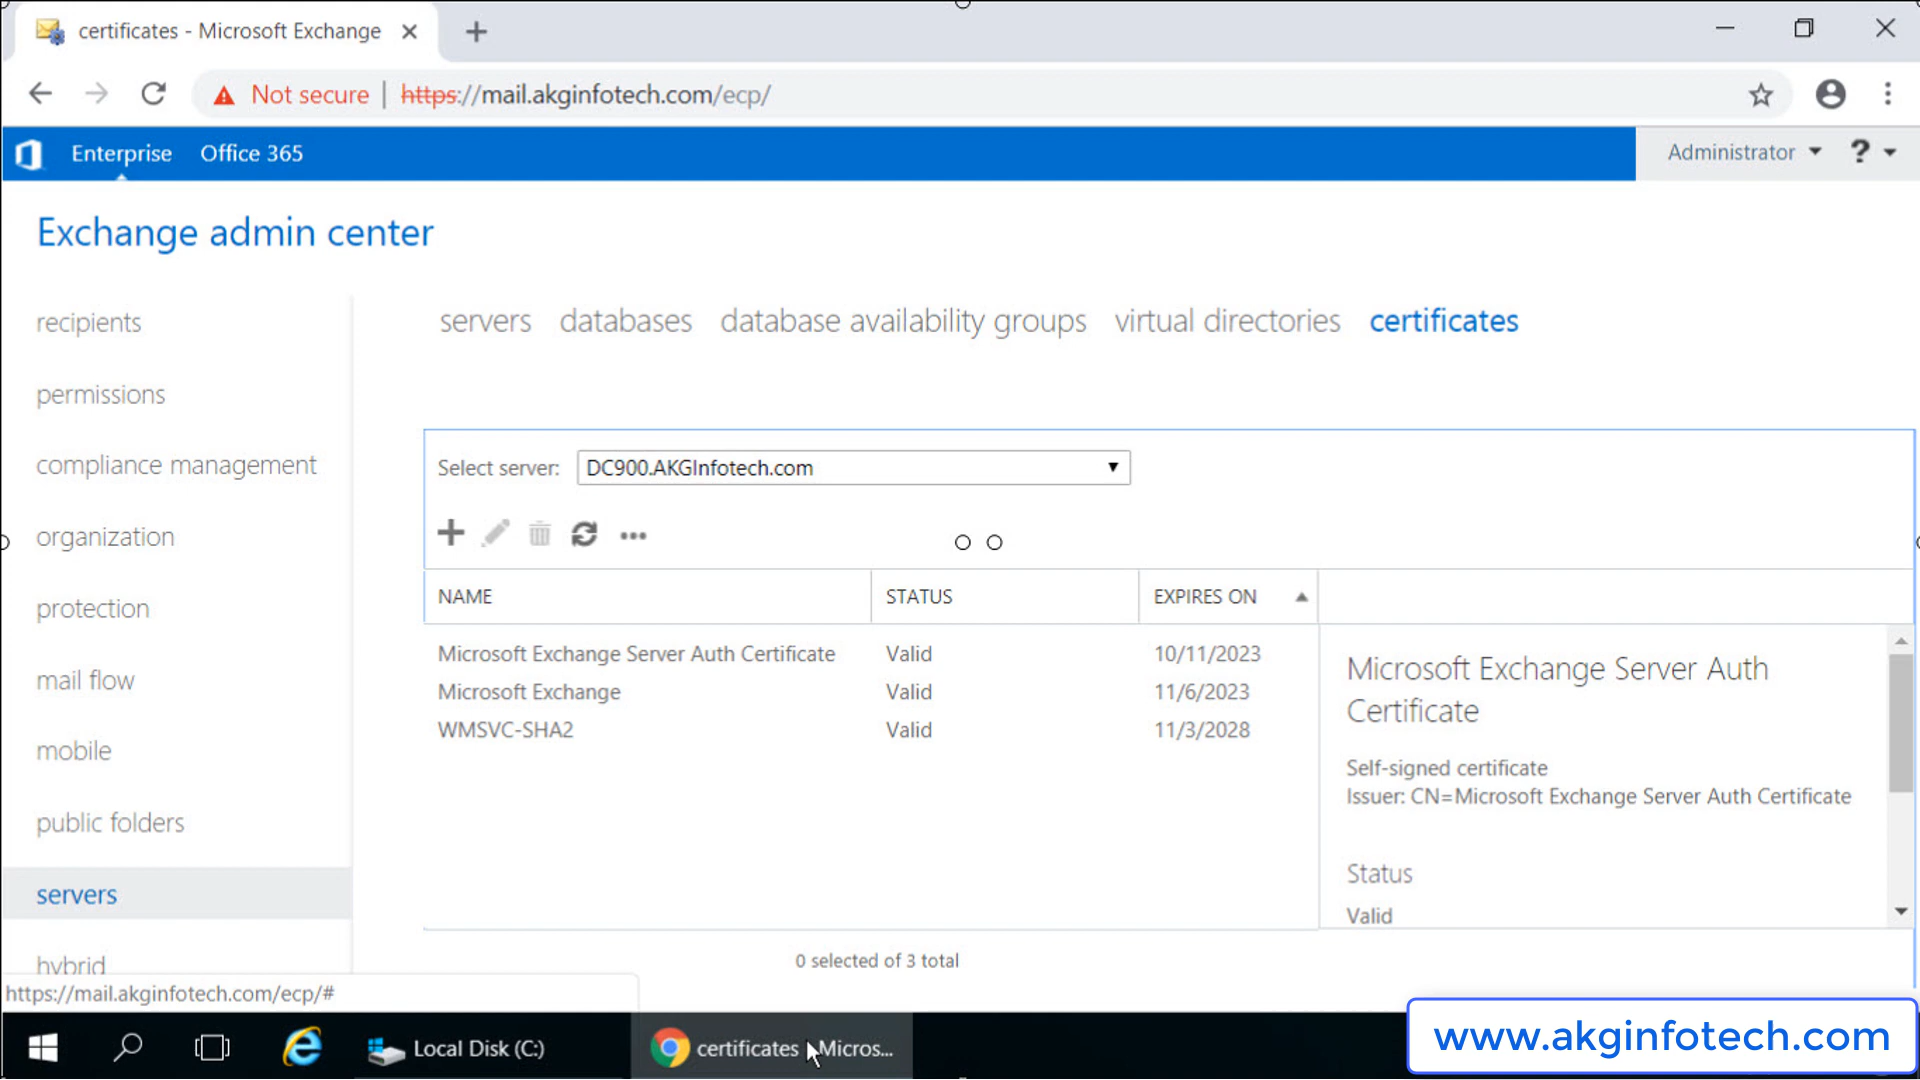 certificates - Microsoft Exchange
Not secure | https://mail.akginfotech.com/ecp/
Enterprise Office 365 Administrator ?
Exchange admin center
recipients
permissions
compliance management
organization
protection
mail flow
mobile
public folders
servers
hybrid
servers databases database availability groups virtual directories certificates
Select server: DC900.AKGInfotech.com
NAME STATUS EXPIRES ON
Microsoft Exchange Server Auth Certificate Valid 10/11/2023
Microsoft Exchange Valid 11/6/2023
WMSVC-SHA2 Valid 11/3/2028
Microsoft Exchange Server Auth
Certificate
Self-signed certificate
Issuer: CN=Microsoft Exchange Server Auth Certificate
Status
Valid
0 selected of 3 total
https://mail.akginfotech.com/ecp/#
Local Disk (C:)
certificates - Micros...
www.akginfotech.com